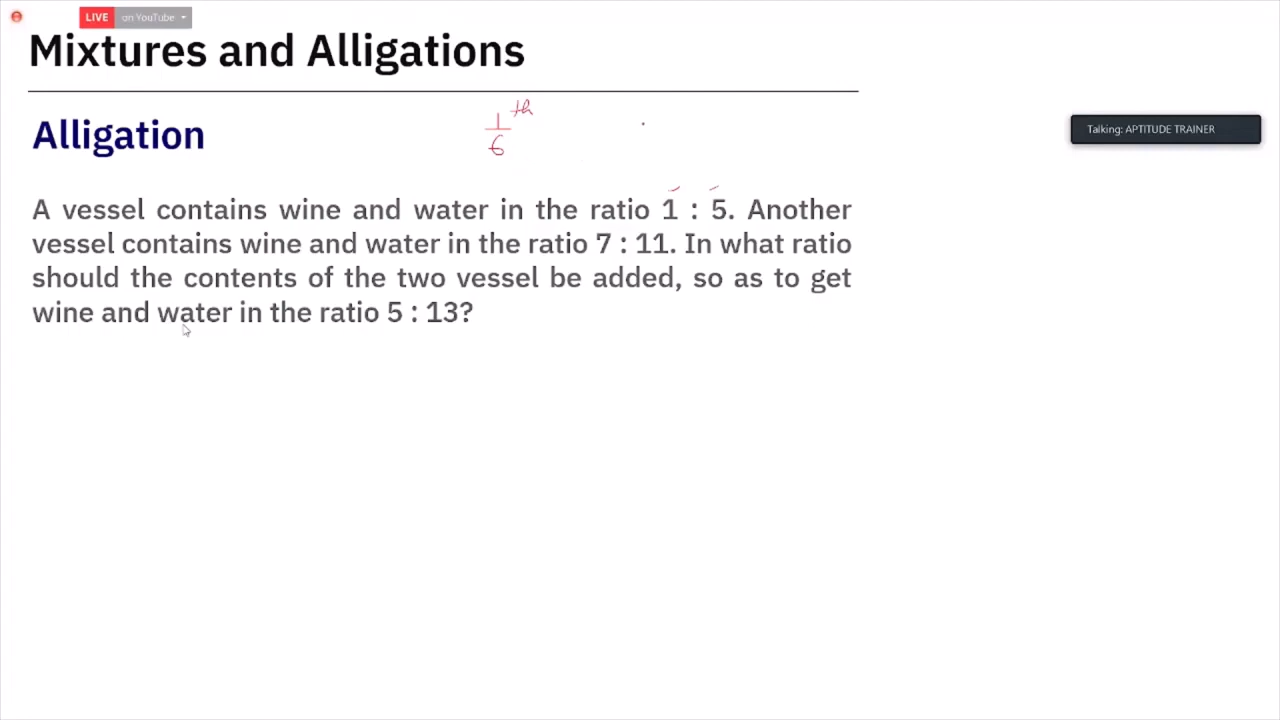 LIVE on YouTube
Mixtures and Alligations
1/6 th
Talking: APTITUDE TRAINER
Alligation
A vessel contains wine and water in the ratio 1 : 5. Another
vessel contains wine and water in the ratio 7 : 11. In what ratio
should the contents of the two vessel be added, so as to get
wine and water in the ratio 5 : 13?